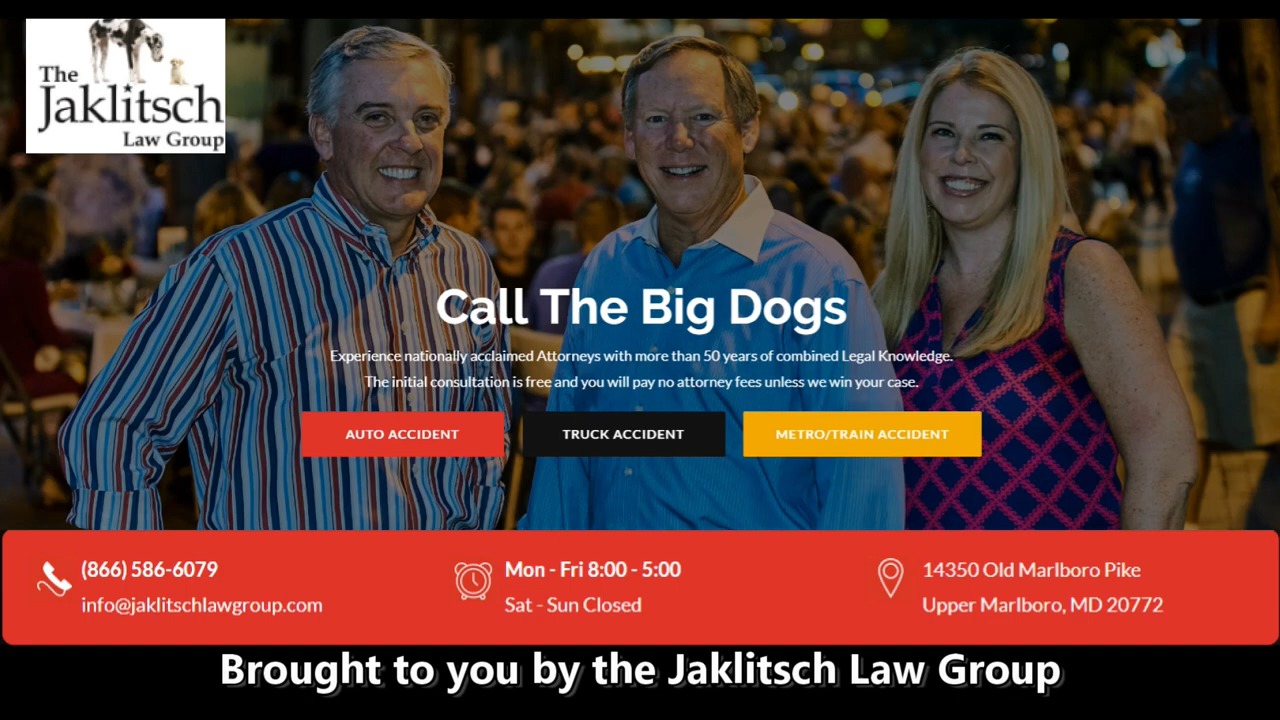 The
Jaklitsch
Law Group
Call The Big Dogs
Experience nationally acclaimed Attorneys with more than 50 years of combined Legal Knowledge.
The initial consultation is free and you will pay no attorney fees unless we win your case.
AUTO ACCIDENT
TRUCK ACCIDENT
METRO/TRAIN ACCIDENT
(866) 586-6079
info@jaklitschlawgroup.com
Mon - Fri 8:00 - 5:00
Sat - Sun Closed
14350 Old Marlboro Pike
Upper Marlboro, MD 20772
Brought to you by the Jaklitsch Law Group